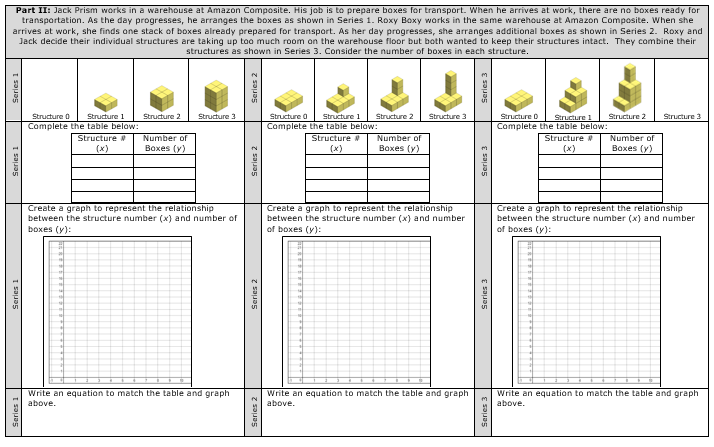 Part II: Jack Prism works in a warehouse at Amazon Composite. His job is to prepare boxes for transport. When he arrives at work, there are no boxes ready for
transportation. As the day progresses, he arranges the boxes as shown in Series 1. Roxy Boxy works in the same warehouse at Amazon Composite. When she
arrives at work, she finds one stack of boxes already prepared for transport. As her day progresses, she arranges additional boxes as shown in Series 2. Roxy and
Jack decide their individual structures are taking up too much room on the warehouse floor but both wanted to keep their structures intact. They combine their
structures as shown in Series 3. Consider the number of boxes in each structure.
Series 1
Structure 0
Structure 1
Structure 2
Structure 3
Series 2
Structure 0
Structure 1
Structure 2
Structure 3
Series 3
Structure 0
Structure 1
Structure 2
Structure 3
Series 1
Complete the table below:
Structure # Number of
(x) Boxes (y)
Series 2
Complete the table below:
Structure # Number of
(x) Boxes (y)
Series 3
Complete the table below:
Structure # Number of
(x) Boxes (y)
Series 1
Create a graph to represent the relationship
between the structure number (x) and number of
boxes (y):
Series 2
Create a graph to represent the relationship
between the structure number (x) and number of
boxes (y):
Series 3
Create a graph to represent the relationship
between the structure number (x) and number of
boxes (y):
Series 1
Write an equation to match the table and graph
above.
Series 2
Write an equation to match the table and graph
above.
Series 3
Write an equation to match the table and graph
above.